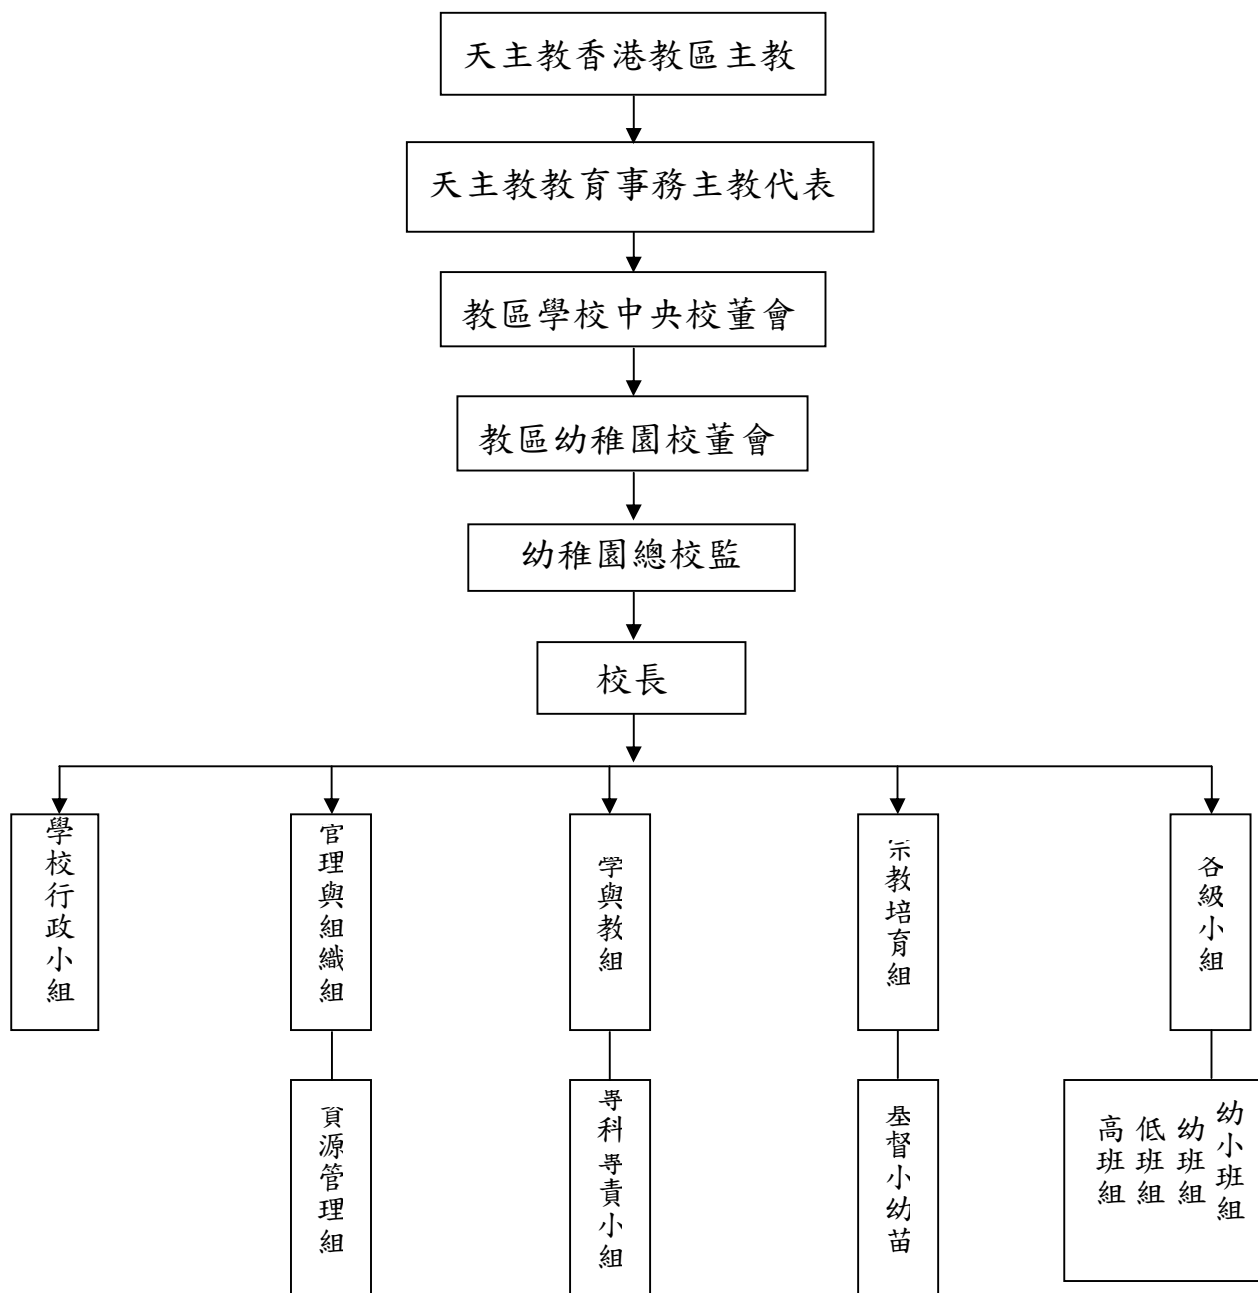 天主教香港教區主教
天主教教育事務主教代表
教區學校中央校董會
教區幼稚園校董會
幼稚園總校監
校長
學校行政小組
管理與組織組
學與教組
宗教培育組
各級小組
資源管理組
專科專責小組
基督小幼苗
幼小班組
幼班組
低班組
高班組